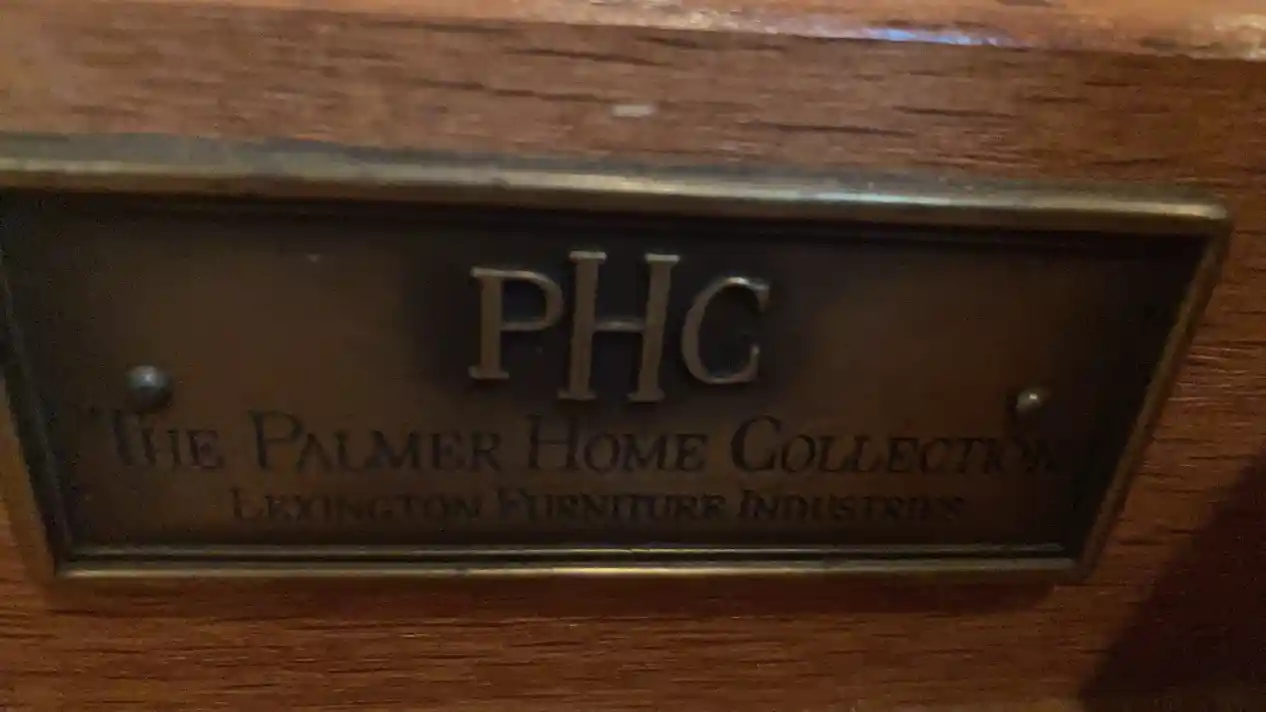 PHC
THE PALMER HOME COLLECTION
LEXINGTON FURNITURE INDUSTRIES